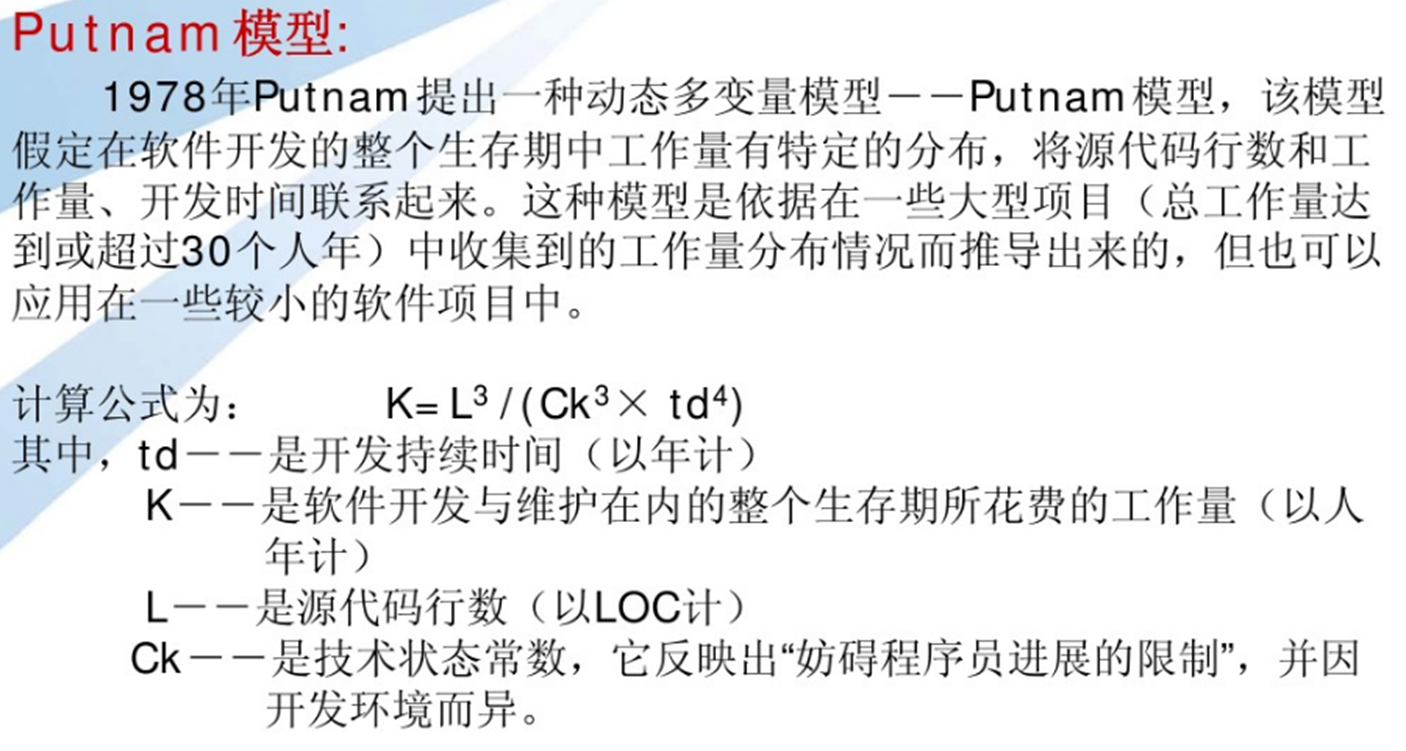 Putnam 模型:
1978年Putnam提出一种动态多变量模型－－Putnam模型，该模型
假定在软件开发的整个生存期中工作量有特定的分布，将源代码行数和工
作量、开发时间联系起来。这种模型是依据在一些大型项目（总工作量达
到或超过30个人年）中收集到的工作量分布情况而推导出来的，但也可以
应用在一些较小的软件项目中。
计算公式为： K= L³ /(Ck³× td⁴)
其中，td－－是开发持续时间（以年计）
K－－是软件开发与维护在内的整个生存期所花费的工作量（以人
年计）
L－－是源代码行数（以LOC计）
Ck－－是技术状态常数，它反映出“妨碍程序员进展的限制”，并因
开发环境而异。